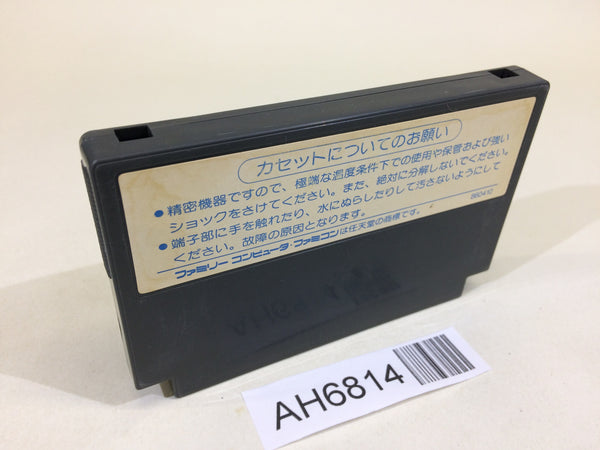 カセットについてのお願い
●精密機器ですので、極端な温度条件下での使用や保管および強い
ショックをさけてください。また、絶対に分解しないでください。
●端子部に手を触れたり、水にぬらしたりして汚さないようにして
ください。故障の原因となります。
860410
ファミリーコンピュータ・ファミコンは任天堂の商標です。
AH6814